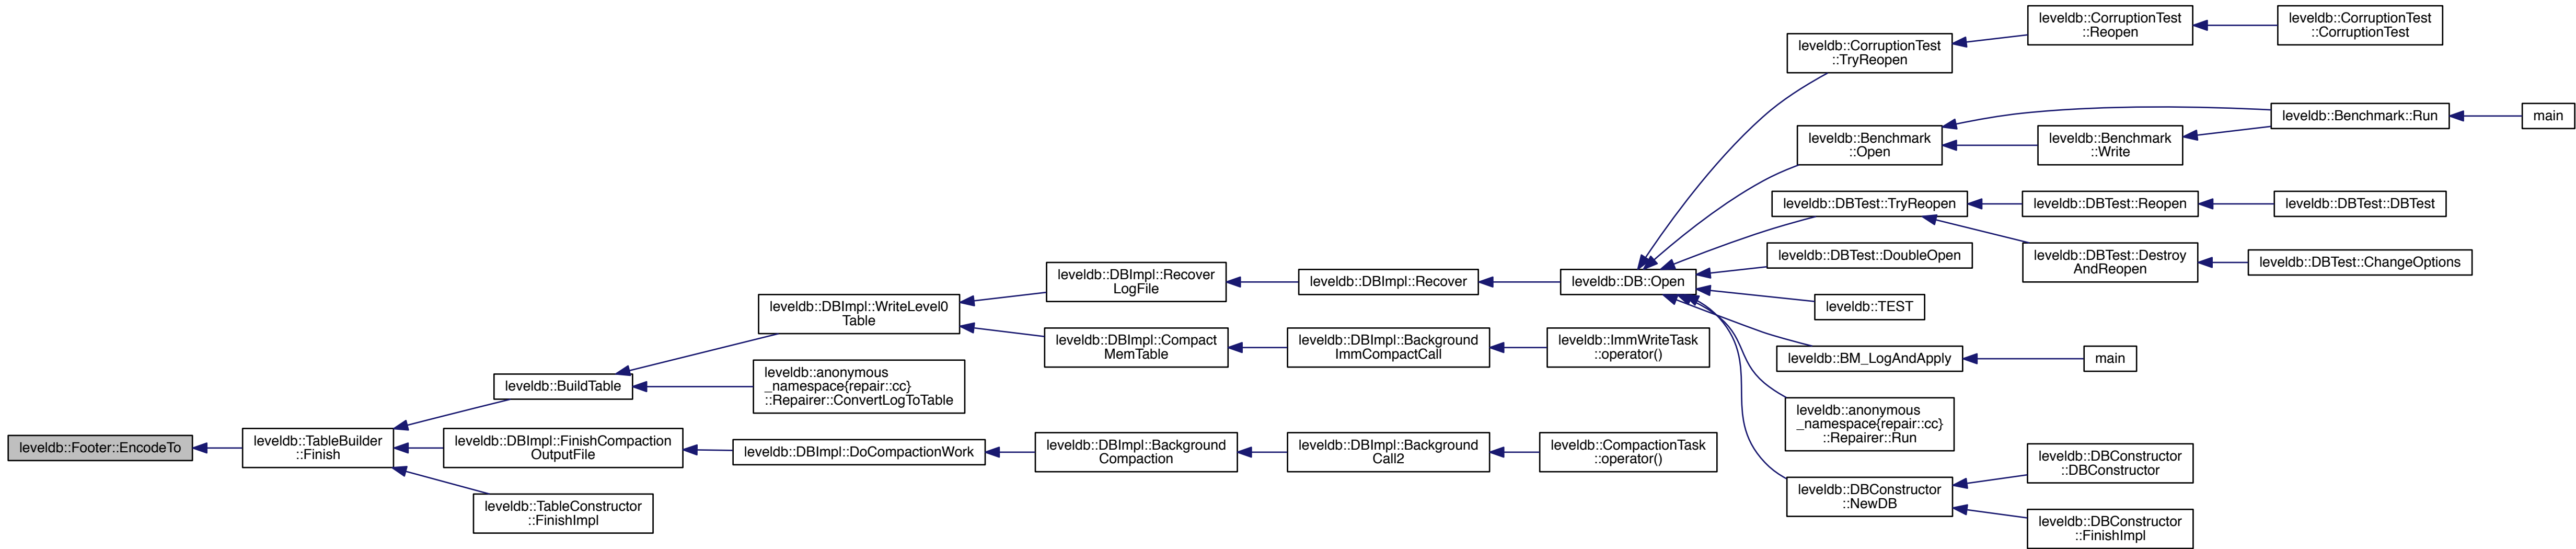 leveldb::Footer::EncodeTo
leveldb::TableBuilder
::Finish
leveldb::BuildTable
leveldb::DBImpl::FinishCompaction
OutputFile
leveldb::TableConstructor
::FinishImpl
leveldb::DBImpl::WriteLevel0
Table
leveldb::anonymous
_namespace{repair::cc}
::Repairer::ConvertLogToTable
leveldb::DBImpl::DoCompactionWork
leveldb::DBImpl::Recover
LogFile
leveldb::DBImpl::Compact
MemTable
leveldb::DBImpl::Background
Compaction
leveldb::DBImpl::Recover
leveldb::DBImpl::Background
ImmCompactCall
leveldb::DBImpl::Background
Call2
leveldb::DB::Open
leveldb::ImmWriteTask
::operator()
leveldb::CompactionTask
::operator()
leveldb::CorruptionTest
::TryReopen
leveldb::Benchmark
::Open
leveldb::DBTest::TryReopen
leveldb::DBTest::DoubleOpen
leveldb::TEST
leveldb::BM_LogAndApply
leveldb::anonymous
_namespace{repair::cc}
::Repairer::Run
leveldb::DBConstructor
::NewDB
leveldb::CorruptionTest
::Reopen
leveldb::Benchmark
::Write
leveldb::DBTest::Reopen
leveldb::DBTest::Destroy
AndReopen
main
leveldb::DBConstructor
::DBConstructor
leveldb::DBConstructor
::FinishImpl
leveldb::CorruptionTest
::CorruptionTest
leveldb::Benchmark::Run
leveldb::DBTest::DBTest
leveldb::DBTest::ChangeOptions
main